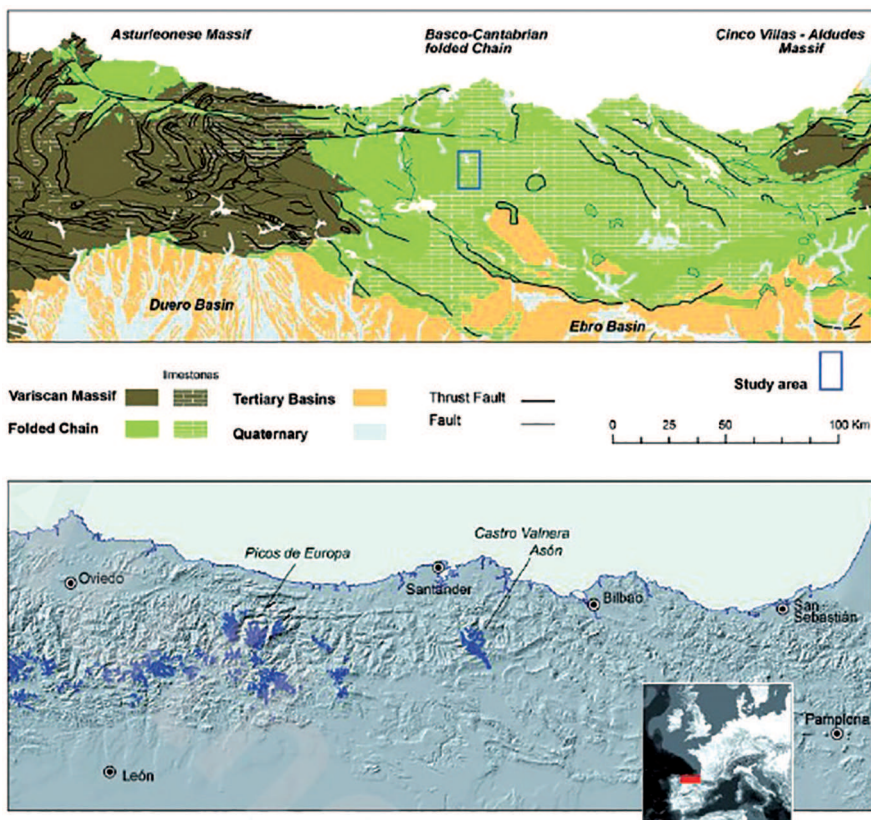 Asturleonese Massif
Basco-Cantabrian
folded Chain
Cinco Villas - Aldudes
Massif
Duero Basin
Ebro Basin
limestonas
Variscan Massif
Tertiary Basins
Thrust Fault
Study area
Folded Chain
Quaternary
Fault
0 25 50 75 100 Km
Castro Valnera
Asón
Picos de Europa
Oviedo
Santander
Bilbao
San-
Sebastián
Pamplona
León